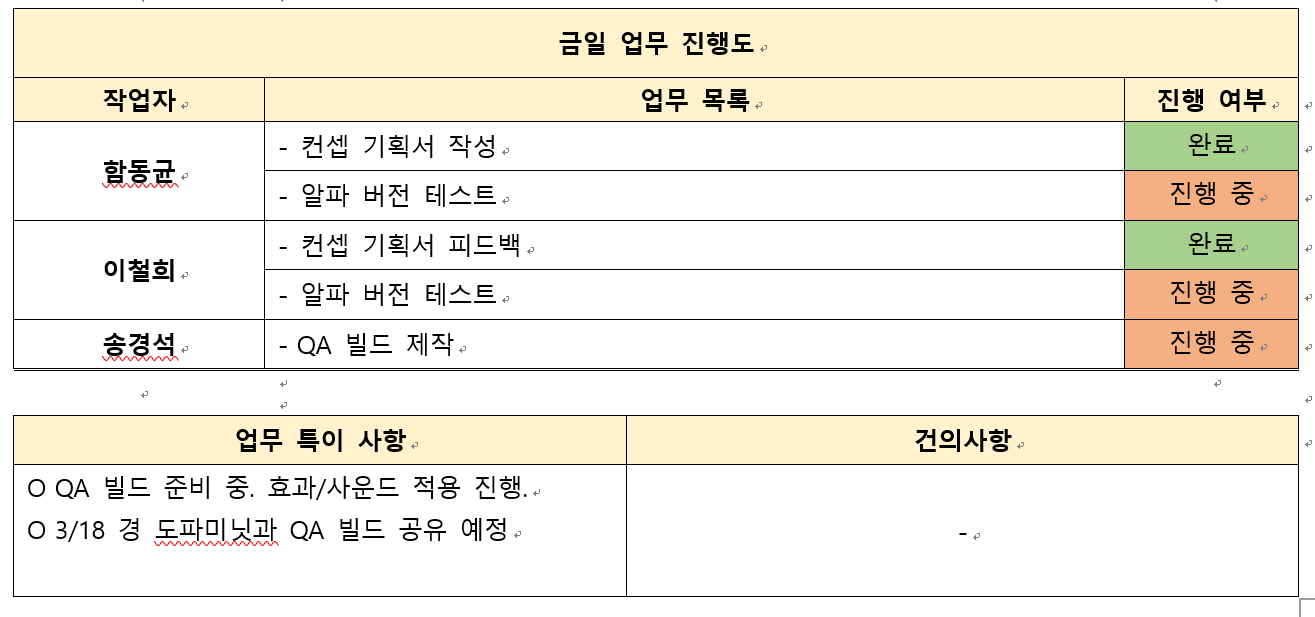 금일 업무 진행도
작업자 업무 목록 진행 여부
함동균
- 컨셉 기획서 작성 완료
- 알파 버전 테스트 진행 중
이철희
- 컨셉 기획서 피드백 완료
- 알파 버전 테스트 진행 중
송경석 - QA 빌드 제작 진행 중
업무 특이 사항 건의사항
O QA 빌드 준비 중. 효과/사운드 적용 진행.
O 3/18 경 도파미닛과 QA 빌드 공유 예정
-